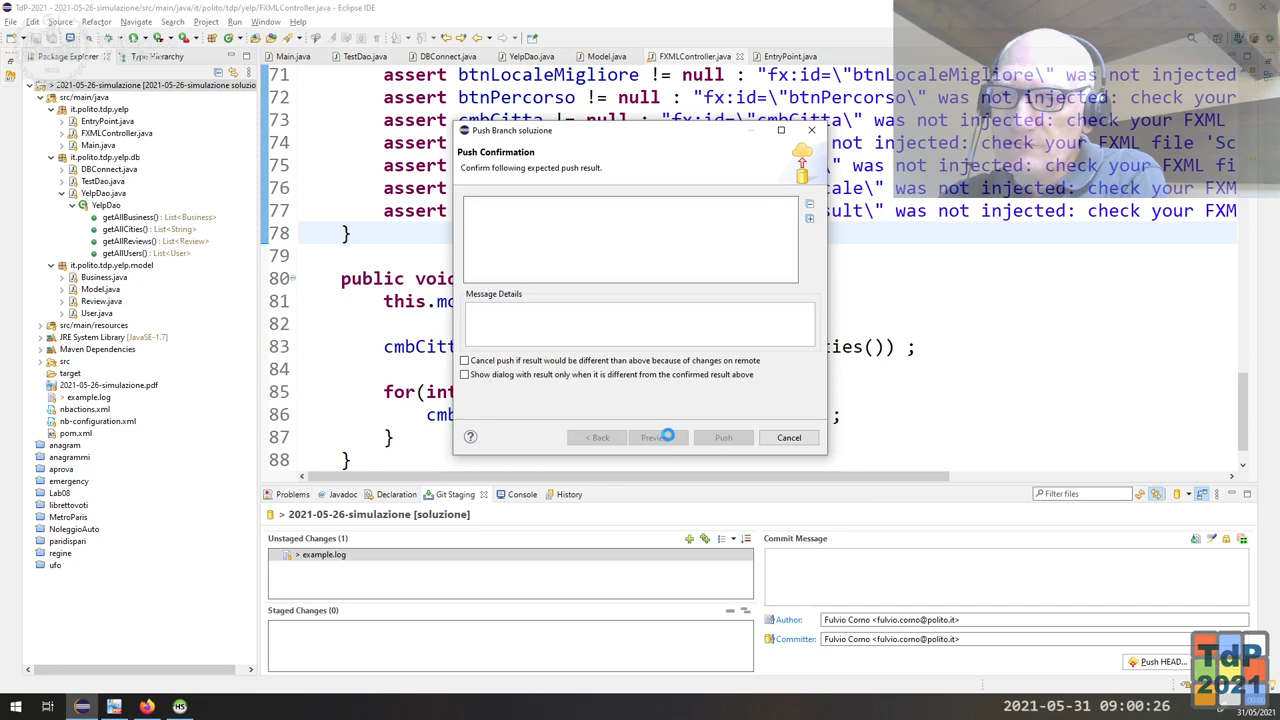 TdP-2021 - 2021-05-26-simulazione/src/main/java/it/polito/tdp/yelp/FXMLController.java - Eclipse IDE
File Edit Source Refactor Navigate Search Project Run Window Help
Package Explorer Type Hierarchy
Main.java TestDao.java DBConnect.java YelpDao.java Model.java FXMLController.java EntryPoint.java
> 2021-05-26-simulazione [2021-05-26-simulazione soluzio
src/main/java
it.polito.tdp.yelp
EntryPoint.java
FXMLController.java
Main.java
it.polito.tdp.yelp.db
DBConnect.java
TestDao.java
YelpDao.java
YelpDao
getAllBusiness() : List<Business>
getAllCities() : List<String>
getAllReviews() : List<Review>
getAllUsers() : List<User>
it.polito.tdp.yelp.model
Business.java
Model.java
Review.java
User.java
src/main/resources
JRE System Library [JavaSE-1.7]
Maven Dependencies
src
target
2021-05-26-simulazione.pdf
> example.log
nbactions.xml
nb-configuration.xml
pom.xml
anagram
anagrammi
aprova
emergency
Lab08
librettovoti
MetroParis
NoleggioAuto
paridispari
regine
ufo
71 assert btnLocaleMigliore != null : "fx:id=\"btnLocaleMigliore\" was not injected
72 assert btnPercorso != null : "fx:id=\"btnPercorso\" was not injected: check your
73 assert cmbCitta != null : "fx:id=\"cmbCitta\" was not injected: check your FXML
74 assert was not injected: check your FXML file 'Sc
75 assert \" was not injected: check your FXML fi
76 assert ale\" was not injected: check your FXM
77 assert sult\" was not injected: check your FXM
78 }
79
80 public void
81 this.mo
82
83 cmbCitt ties()) ;
84
85 for(int
86 cmb ;
87 }
88 }
Push Branch soluzione
Push Confirmation
Confirm following expected push result.
Message Details
Cancel push if result would be different than above because of changes on remote
Show dialog with result only when it is different from the confirmed result above
< Back Preview Push Cancel
Problems Javadoc Declaration Git Staging Console History
Filter files
> 2021-05-26-simulazione [soluzione]
Unstaged Changes (1)
> example.log
Staged Changes (0)
Commit Message
Author: Fulvio Corno <fulvio.corno@polito.it>
Committer: Fulvio Corno <fulvio.corno@polito.it>
Push HEAD...
TdP
2021
2021-05-31 09:00:26
09:00
31/05/2021